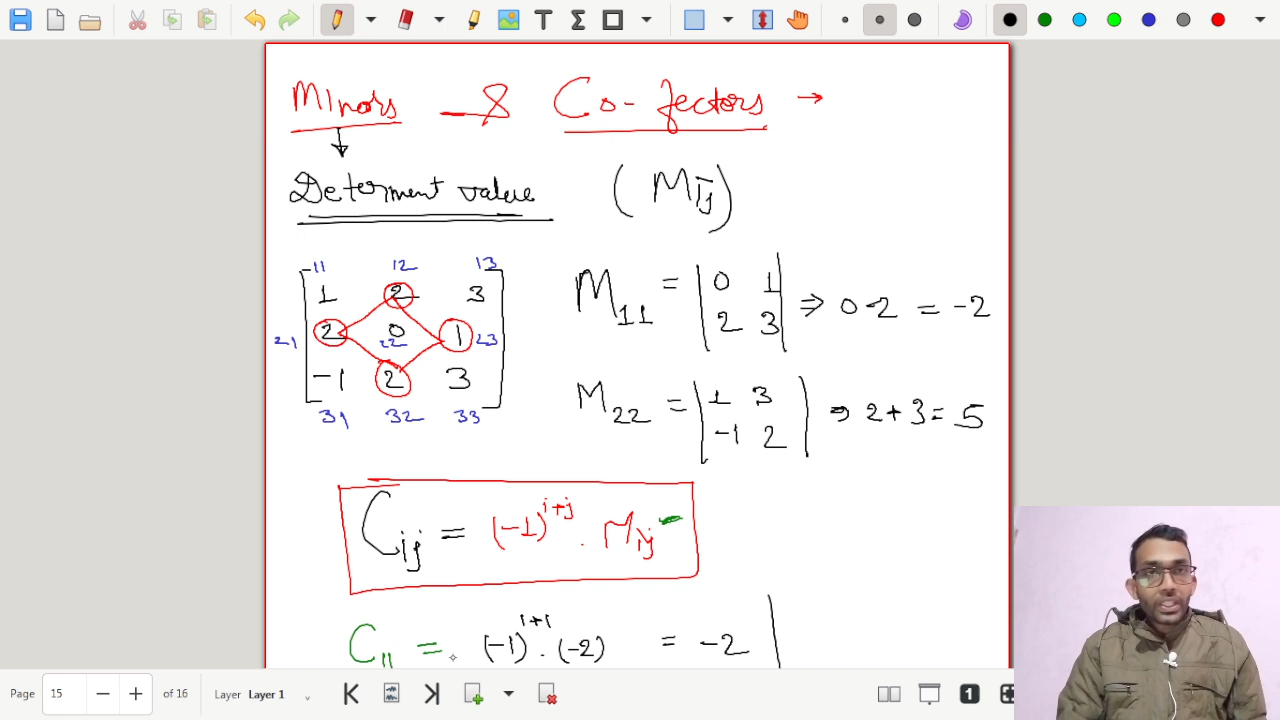 Minors & Co-fectors →
Determent value (Mij)
11 12 13
1 2 3
21 2 0 1 23
22
-1 2 3
31 32 33
M11 = |0 1| ⇒ 0-2 = -2
|2 3|
M22 = |1 3| ⇒ 2+3 = 5
|-1 2|
Cij = (-1)^i+j . Mij
C11 = (-1)^1+1 . (-2) = -2
Page 15 of 16 Layer Layer 1 1